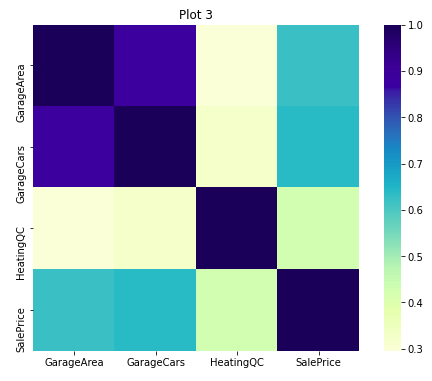 Plot 3
GarageArea
GarageCars
HeatingQC
SalePrice
GarageArea GarageCars HeatingQC SalePrice
1.0
0.9
0.8
0.7
0.6
0.5
0.4
0.3